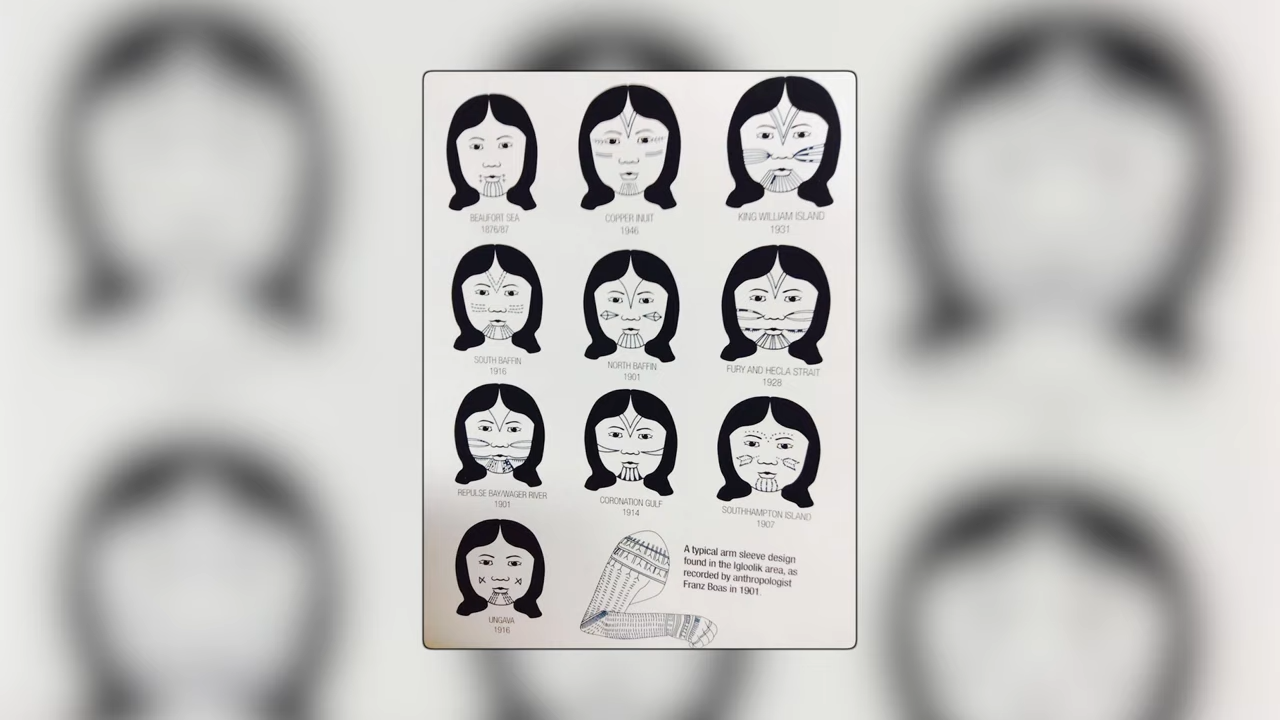 BEAUFORT SEA
1876/87
COPPER INUIT
1946
KING WILLIAM ISLAND
1931
SOUTH BAFFIN
1916
NORTH BAFFIN
1901
FURY AND HECLA STRAIT
1928
REPULSE BAY/WAGER RIVER
1901
CORONATION GULF
1914
SOUTHHAMPTON ISLAND
1907
UNGAVA
1916
A typical arm sleeve design
found in the Igloolik area, as
recorded by anthropologist
Franz Boas in 1901.